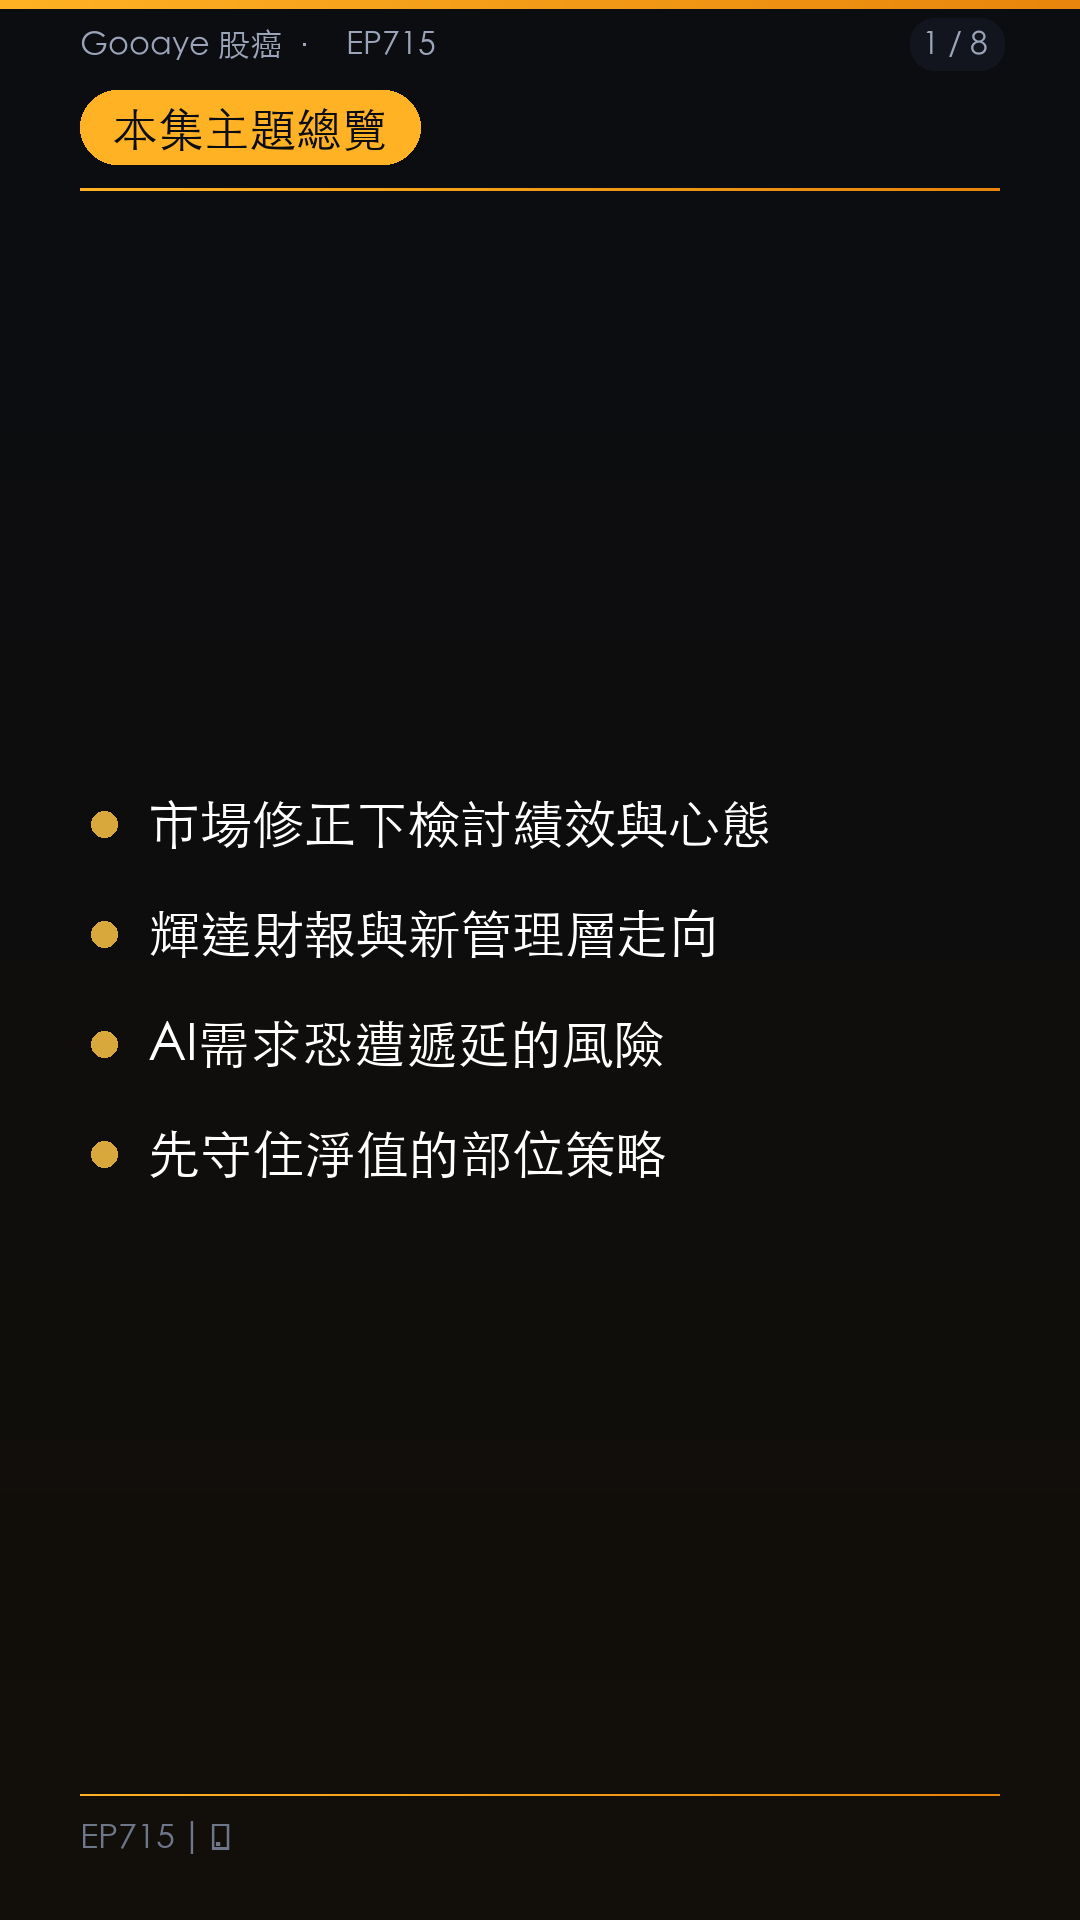 Gooaye 股癌 · EP715
1 / 8
本集主題總覽
市場修正下檢討績效與心態
輝達財報與新管理層走向
AI需求恐遭遞延的風險
先守住淨值的部位策略
EP715 |